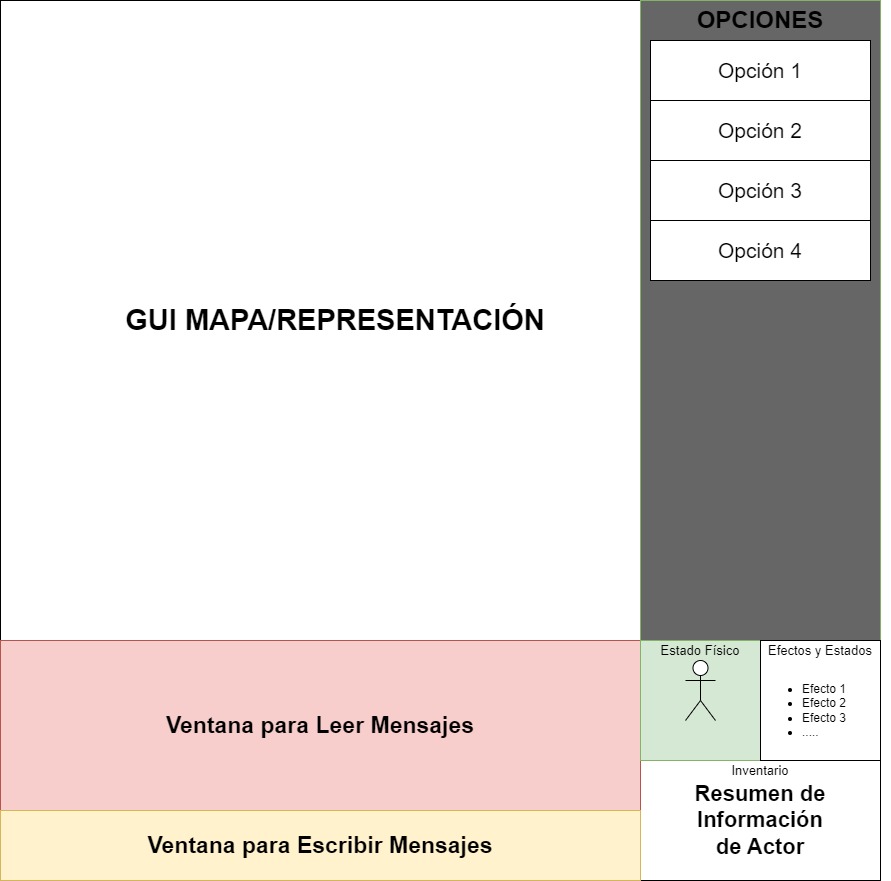 OPCIONES
Opción 1
Opción 2
Opción 3
Opción 4
GUI MAPA/REPRESENTACIÓN
Ventana para Leer Mensajes
Ventana para Escribir Mensajes
Estado Físico
Efectos y Estados
Efecto 1
Efecto 2
Efecto 3
.....
Inventario
Resumen de
Información
de Actor